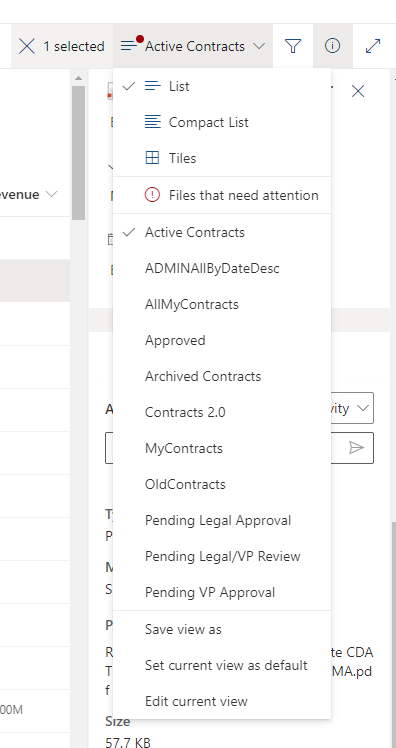 1 selected
Active Contracts
List
Compact List
Tiles
evenue
Files that need attention
Active Contracts
ADMINAllByDateDesc
AllMyContracts
Approved
Archived Contracts
Contracts 2.0
vity
MyContracts
OldContracts
Pending Legal Approval
Pending Legal/VP Review
Pending VP Approval
Save view as
te CDA
Set current view as default
MA.pd
f
Edit current view
00M
Size
57.7 KB